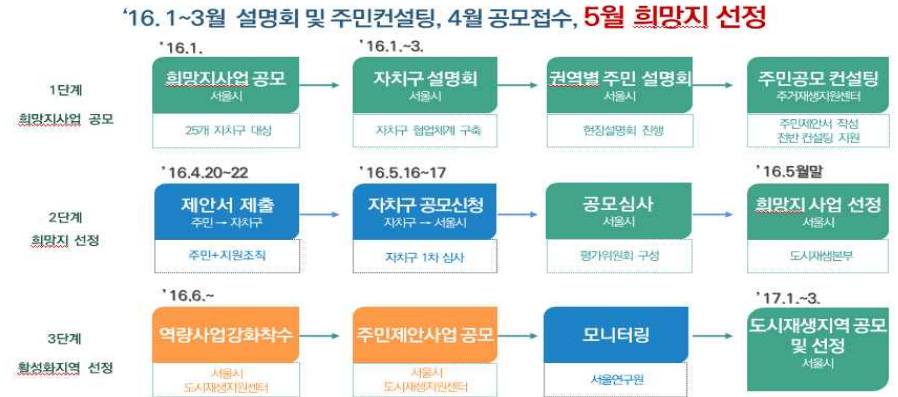 ‘16. 1~3월 설명회 및 주민컨설팅, 4월 공모접수, 5월 희망지 선정
1단계
희망지사업 공모
’16.1.
희망지사업 공모
서울시
25개 자치구 대상
’16.1.~3.
자치구 설명회
서울시
자치구 협업체계 구축
권역별 주민 설명회
서울시
현장설명회 진행
주민공모 컨설팅
주거재생지원센터
주민제안서 작성
전반 컨설팅 지원
2단계
희망지 선정
’16.4.20~22
제안서 제출
주민 → 자치구
주민+지원조직
’16.5.16~17
자치구 공모신청
자치구 → 서울시
자치구 1차 심사
공모심사
서울시
평가위원회 구성
’16.5월말
희망지 사업 선정
서울시
도시재생본부
3단계
활성화지역 선정
’16.6.~
역량사업강화착수
서울시
도시재생지원센터
주민제안사업 공모
서울시
도시재생지원센터
모니터링
서울연구원
’17.1.~3.
도시재생지역 공모
및 선정
서울시